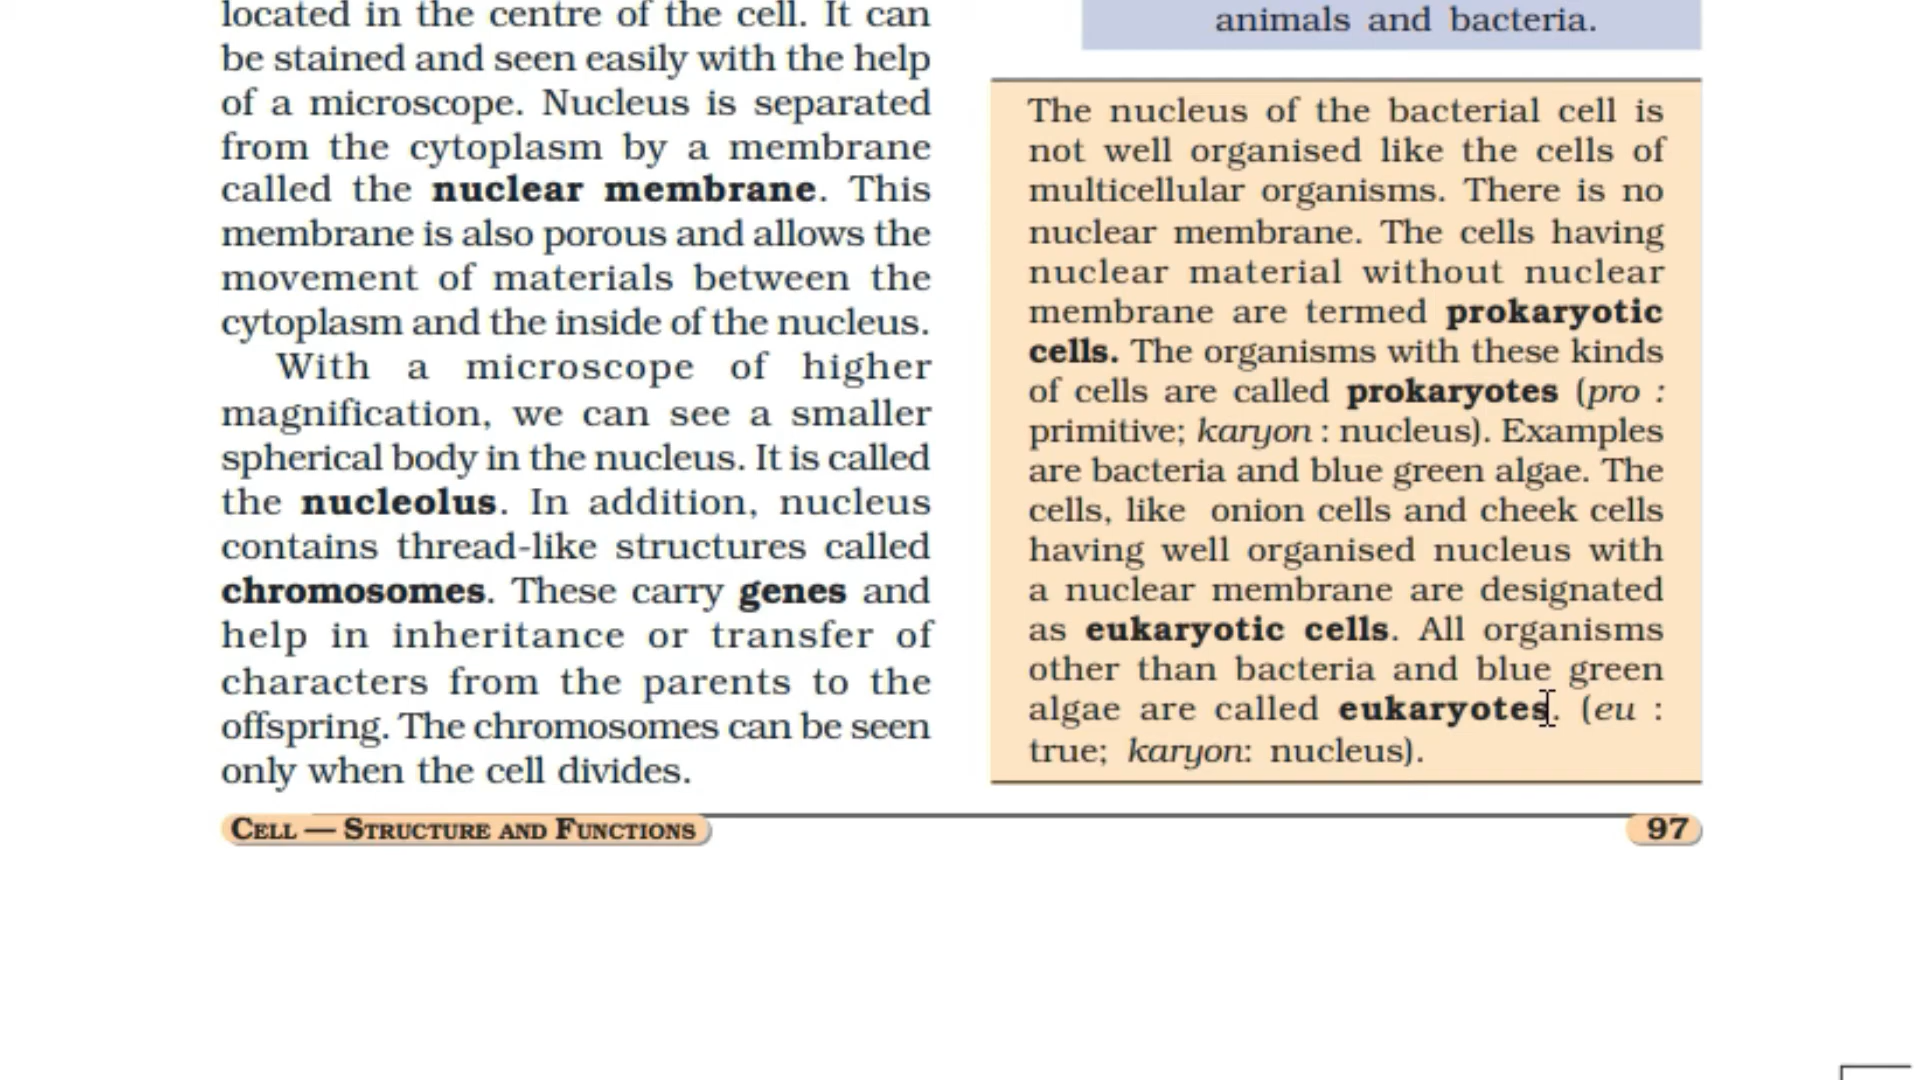 located in the centre of the cell. It can
be stained and seen easily with the help
of a microscope. Nucleus is separated
from the cytoplasm by a membrane
called the nuclear membrane. This
membrane is also porous and allows the
movement of materials between the
cytoplasm and the inside of the nucleus.
With a microscope of higher
magnification, we can see a smaller
spherical body in the nucleus. It is called
the nucleolus. In addition, nucleus
contains thread-like structures called
chromosomes. These carry genes and
help in inheritance or transfer of
characters from the parents to the
offspring. The chromosomes can be seen
only when the cell divides.
animals and bacteria.
The nucleus of the bacterial cell is
not well organised like the cells of
multicellular organisms. There is no
nuclear membrane. The cells having
nuclear material without nuclear
membrane are termed prokaryotic
cells. The organisms with these kinds
of cells are called prokaryotes (pro :
primitive; karyon : nucleus). Examples
are bacteria and blue green algae. The
cells, like onion cells and cheek cells
having well organised nucleus with
a nuclear membrane are designated
as eukaryotic cells. All organisms
other than bacteria and blue green
algae are called eukaryotes. (eu :
true; karyon: nucleus).
CELL — STRUCTURE AND FUNCTIONS
97